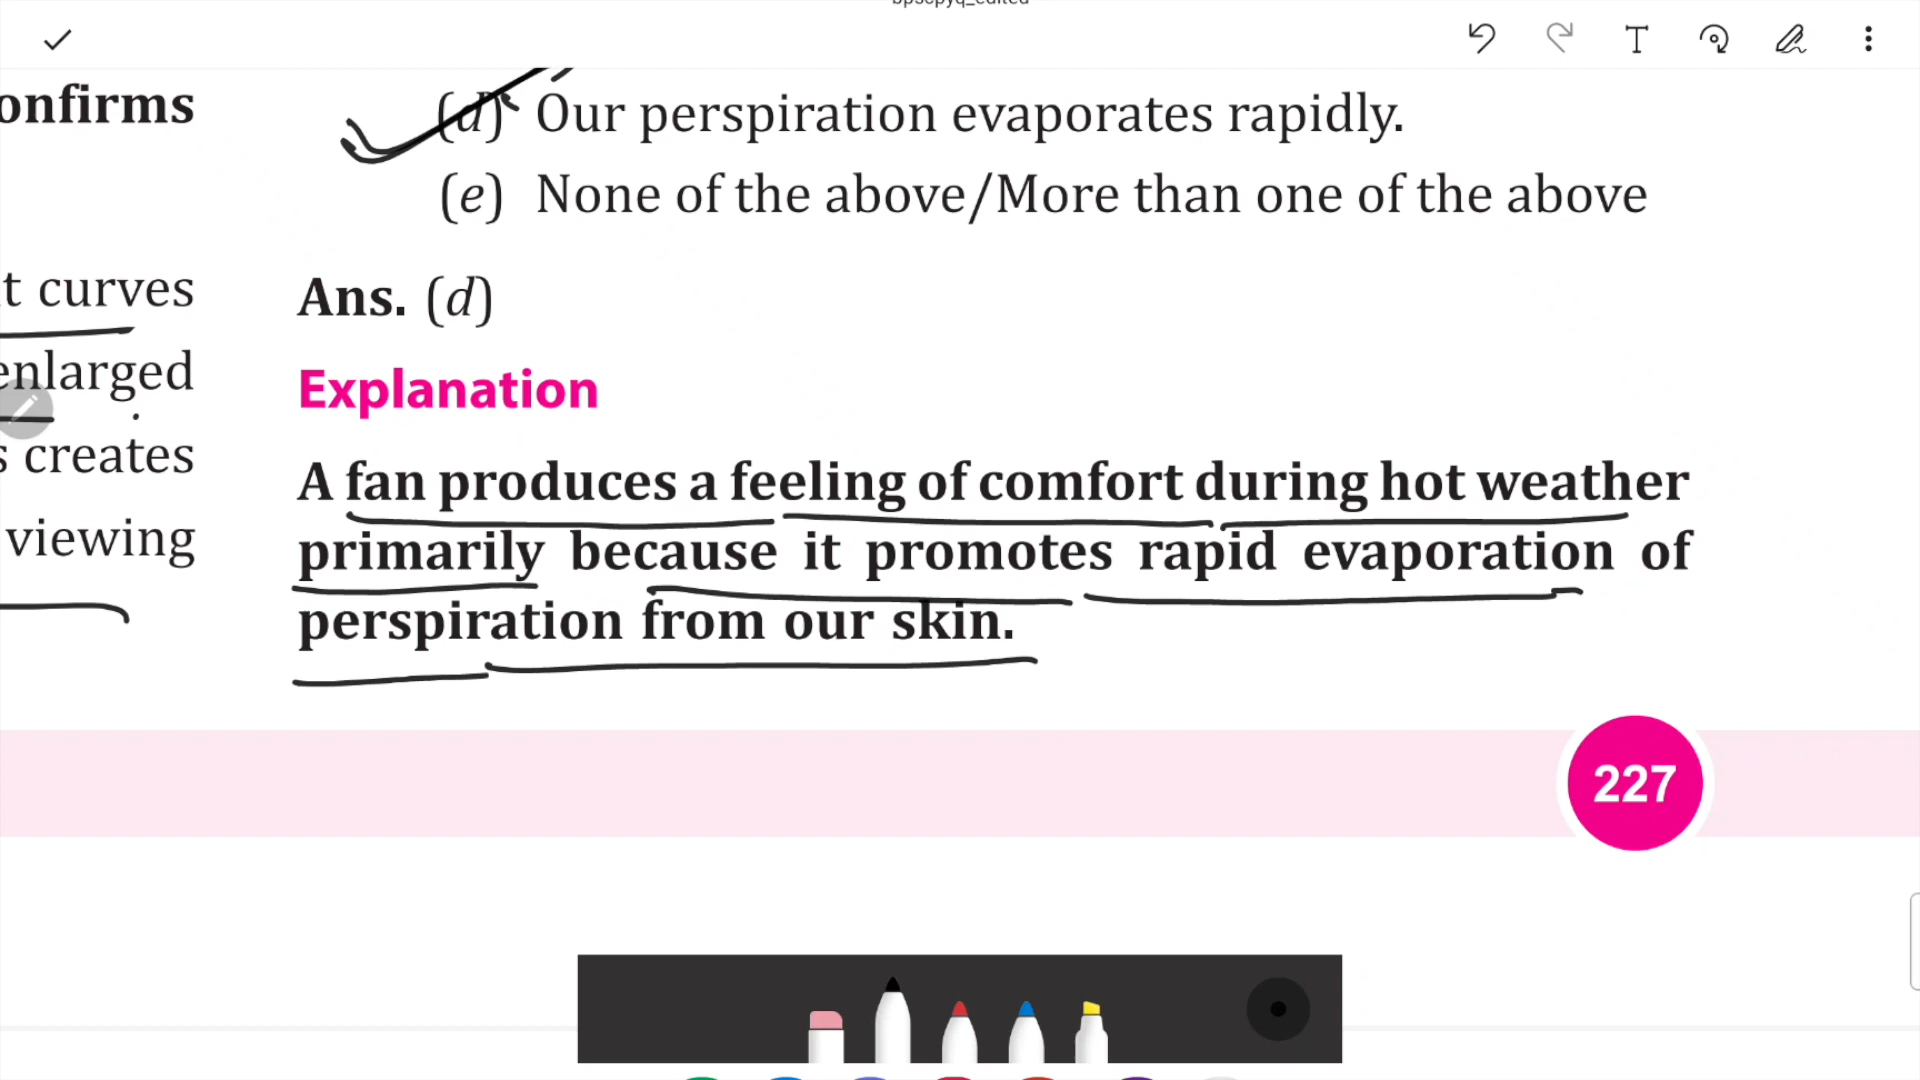 bpscpyq_edited
onfirms
t curves
enlarged
s creates
viewing
(d) Our perspiration evaporates rapidly.
(e) None of the above/More than one of the above
Ans. (d)
Explanation
A fan produces a feeling of comfort during hot weather
primarily because it promotes rapid evaporation of
perspiration from our skin.
227